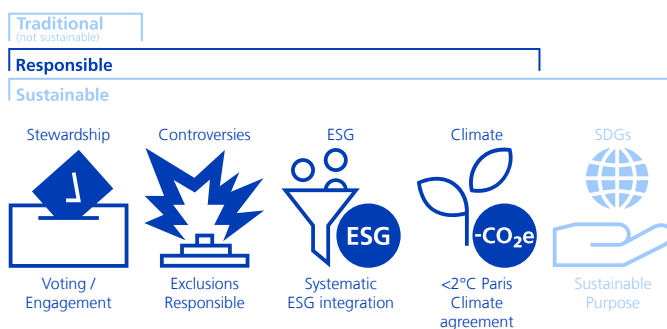 Traditional
(not sustainable)
Responsible
Sustainable
Stewardship
Controversies
ESG
Climate
SDGs
ESG
-CO₂e
Voting /
Engagement
Exclusions
Responsible
Systematic
ESG integration
<2°C Paris
Climate
agreement
Sustainable
Purpose